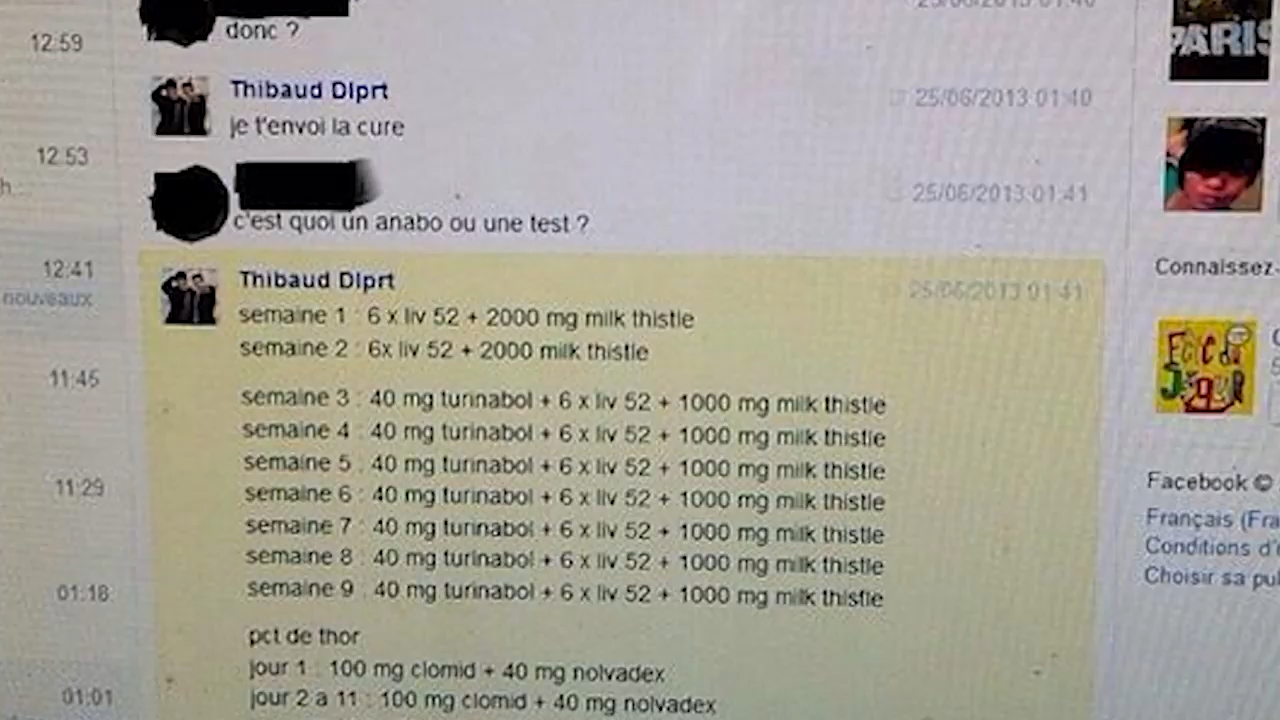 25/06/2013 01:40
12:59
donc ?
PARIS
Thibaud Dlprt
25/06/2013 01:40
je t'envoi la cure
12:53
h...
25/06/2013 01:41
c'est quoi un anabo ou une test ?
12:41
nouveaux
Connaissez-
Thibaud Dlprt
25/06/2013 01:41
semaine 1 : 6 x liv 52 + 2000 mg milk thistle
semaine 2 : 6x liv 52 + 2000 milk thistle
11:45
semaine 3 : 40 mg turinabol + 6 x liv 52 + 1000 mg milk thistle
semaine 4 : 40 mg turinabol + 6 x liv 52 + 1000 mg milk thistle
semaine 5 : 40 mg turinabol + 6 x liv 52 + 1000 mg milk thistle
11:29
semaine 6 : 40 mg turinabol + 6 x liv 52 + 1000 mg milk thistle
semaine 7 : 40 mg turinabol + 6 x liv 52 + 1000 mg milk thistle
semaine 8 : 40 mg turinabol + 6 x liv 52 + 1000 mg milk thistle
01:18
semaine 9 : 40 mg turinabol + 6 x liv 52 + 1000 mg milk thistle
Facebook ©
Français (Fra
Conditions d'
Choisir sa pu
pct de thor
jour 1 : 100 mg clomid + 40 mg nolvadex
01:01
jour 2 a 11 : 100 mg clomid + 40 mg nolvadex